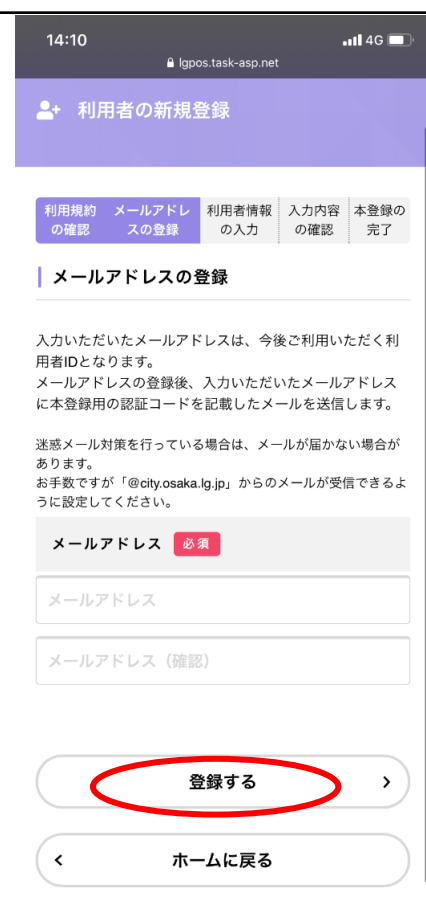 14:10
4G
lgpos.task-asp.net
利用者の新規登録
利用規約の確認
メールアドレスの登録
利用者情報の入力
入力内容の確認
本登録の完了
メールアドレスの登録
入力いただいたメールアドレスは、今後ご利用いただく利
用者IDとなります。
メールアドレスの登録後、入力いただいたメールアドレス
に本登録用の認証コードを記載したメールを送信します。
迷惑メール対策を行っている場合は、メールが届かない場合が
あります。
お手数ですが「@city.osaka.lg.jp」からのメールが受信できるよ
うに設定してください。
メールアドレス 必須
メールアドレス
メールアドレス（確認）
登録する
ホームに戻る